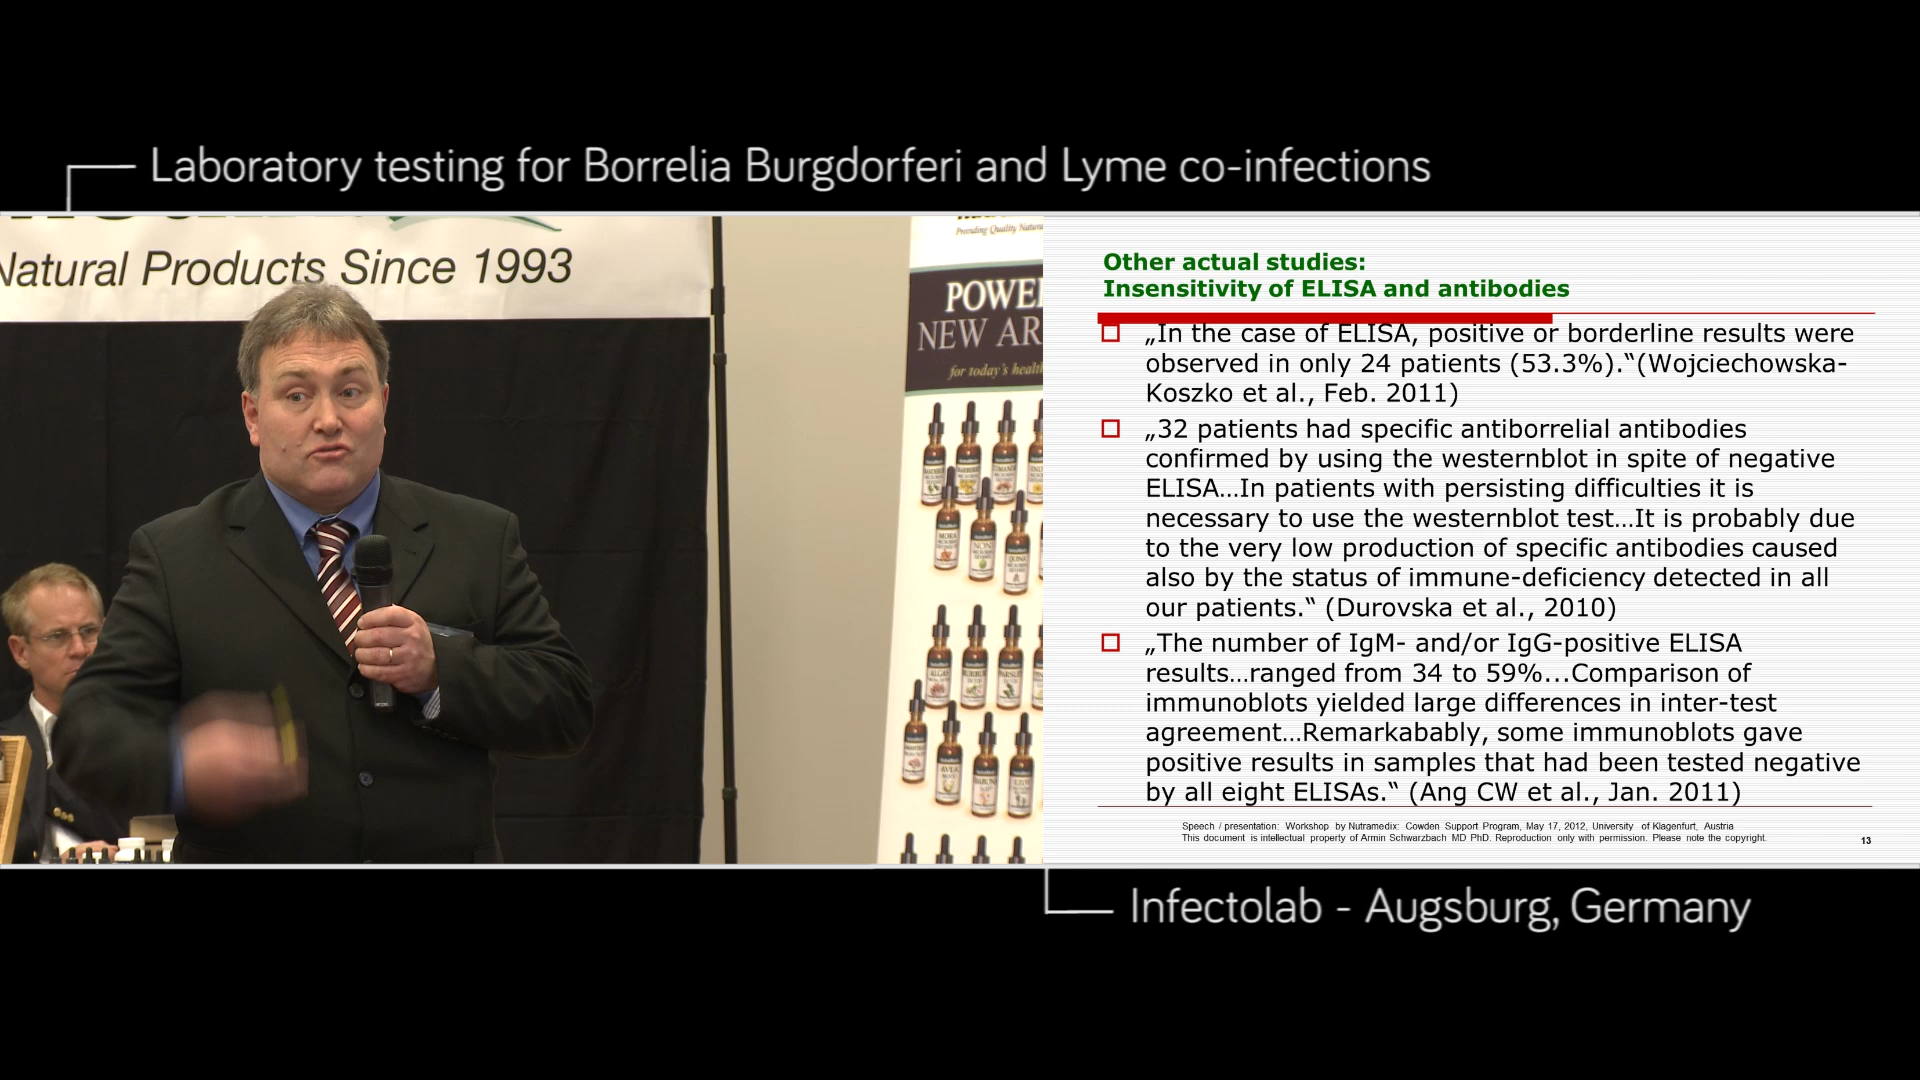 Laboratory testing for Borrelia Burgdorferi and Lyme co-infections
Natural Products Since 1993
Providing Quality
POWE
NEW AR
for today's
Other actual studies:
Insensitivity of ELISA and antibodies
„In the case of ELISA, positive or borderline results were
observed in only 24 patients (53.3%).“(Wojciechowska-
Koszko et al., Feb. 2011)
„32 patients had specific antiborrelial antibodies
confirmed by using the westernblot in spite of negative
ELISA…In patients with persisting difficulties it is
necessary to use the westernblot test…It is probably due
to the very low production of specific antibodies caused
also by the status of immune-deficiency detected in all
our patients.“ (Durovska et al., 2010)
„The number of IgM- and/or IgG-positive ELISA
results…ranged from 34 to 59%...Comparison of
immunoblots yielded large differences in inter-test
agreement…Remarkabably, some immunoblots gave
positive results in samples that had been tested negative
by all eight ELISAs.“ (Ang CW et al., Jan. 2011)
Speech / presentation: Workshop by Nutramedix: Cowden Support Program, May 17, 2012, University of Klagenfurt, Austria
This document is intellectual property of Armin Schwarzbach MD PhD. Reproduction only with permission. Please note the copyright.
13
Infectolab - Augsburg, Germany